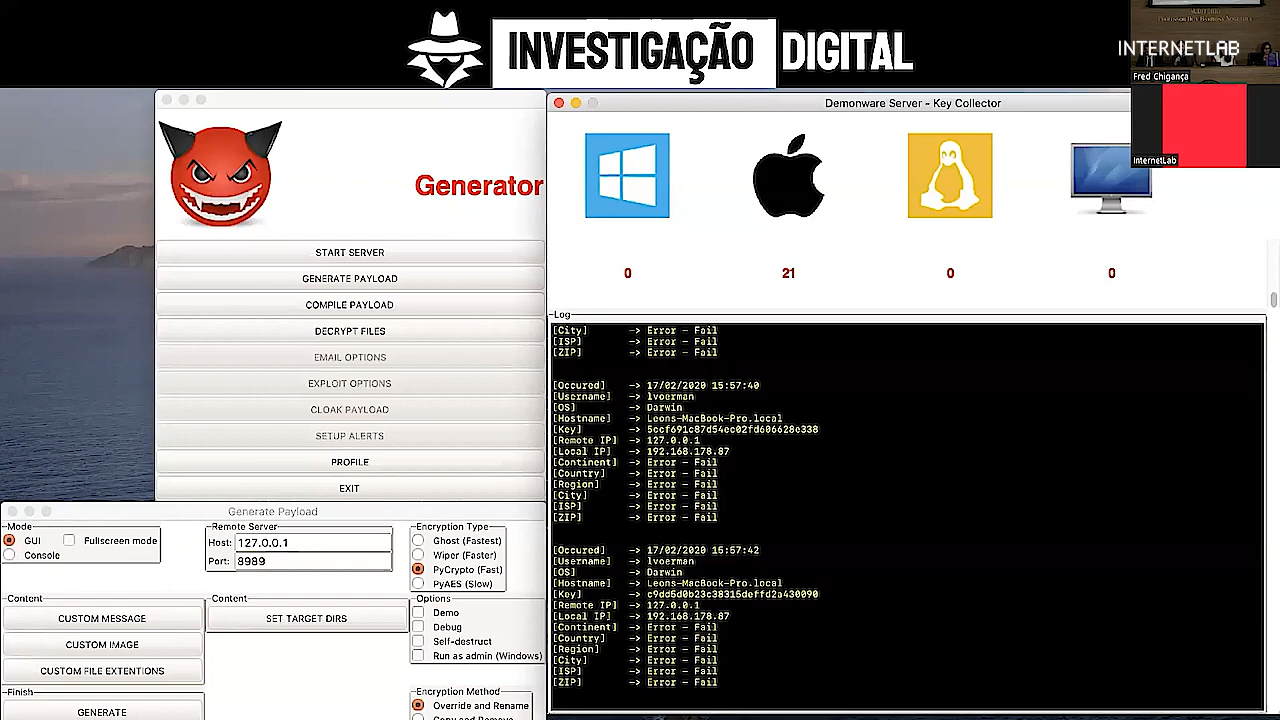 INVESTIGAÇÃO DIGITAL
INTERNETLAB
Fred Chigança
InternetLab
Generator
START SERVER
GENERATE PAYLOAD
COMPILE PAYLOAD
DECRYPT FILES
EMAIL OPTIONS
EXPLOIT OPTIONS
CLOAK PAYLOAD
SETUP ALERTS
PROFILE
EXIT
Demonware Server - Key Collector
0 21 0 0
Log
[City] -> Error - Fail
[ISP] -> Error - Fail
[ZIP] -> Error - Fail
[Occured] -> 17/02/2020 15:57:40
[Username] -> lvoerman
[OS] -> Darwin
[Hostname] -> Leons-MacBook-Pro.local
[Key] -> 5ccf691c87d54ec02fd606628e338
[Remote IP] -> 127.0.0.1
[Local IP] -> 192.168.178.87
[Continent] -> Error - Fail
[Country] -> Error - Fail
[Region] -> Error - Fail
[City] -> Error - Fail
[ISP] -> Error - Fail
[ZIP] -> Error - Fail
[Occured] -> 17/02/2020 15:57:42
[Username] -> lvoerman
[OS] -> Darwin
[Hostname] -> Leons-MacBook-Pro.local
[Key] -> c9dd5d0b23c38315deffd2a430090
[Remote IP] -> 127.0.0.1
[Local IP] -> 192.168.178.87
[Continent] -> Error - Fail
[Country] -> Error - Fail
[Region] -> Error - Fail
[City] -> Error - Fail
[ISP] -> Error - Fail
[ZIP] -> Error - Fail
Generate Payload
Mode
GUI
Fullscreen mode
Console
Remote Server
Host: 127.0.0.1
Port: 8989
Encryption Type
Ghost (Fastest)
Wiper (Faster)
PyCrypto (Fast)
PyAES (Slow)
Content
CUSTOM MESSAGE
CUSTOM IMAGE
CUSTOM FILE EXTENTIONS
Content
SET TARGET DIRS
Options
Demo
Debug
Self-destruct
Run as admin (Windows)
Finish
GENERATE
Encryption Method
Override and Rename
Copy and Remove